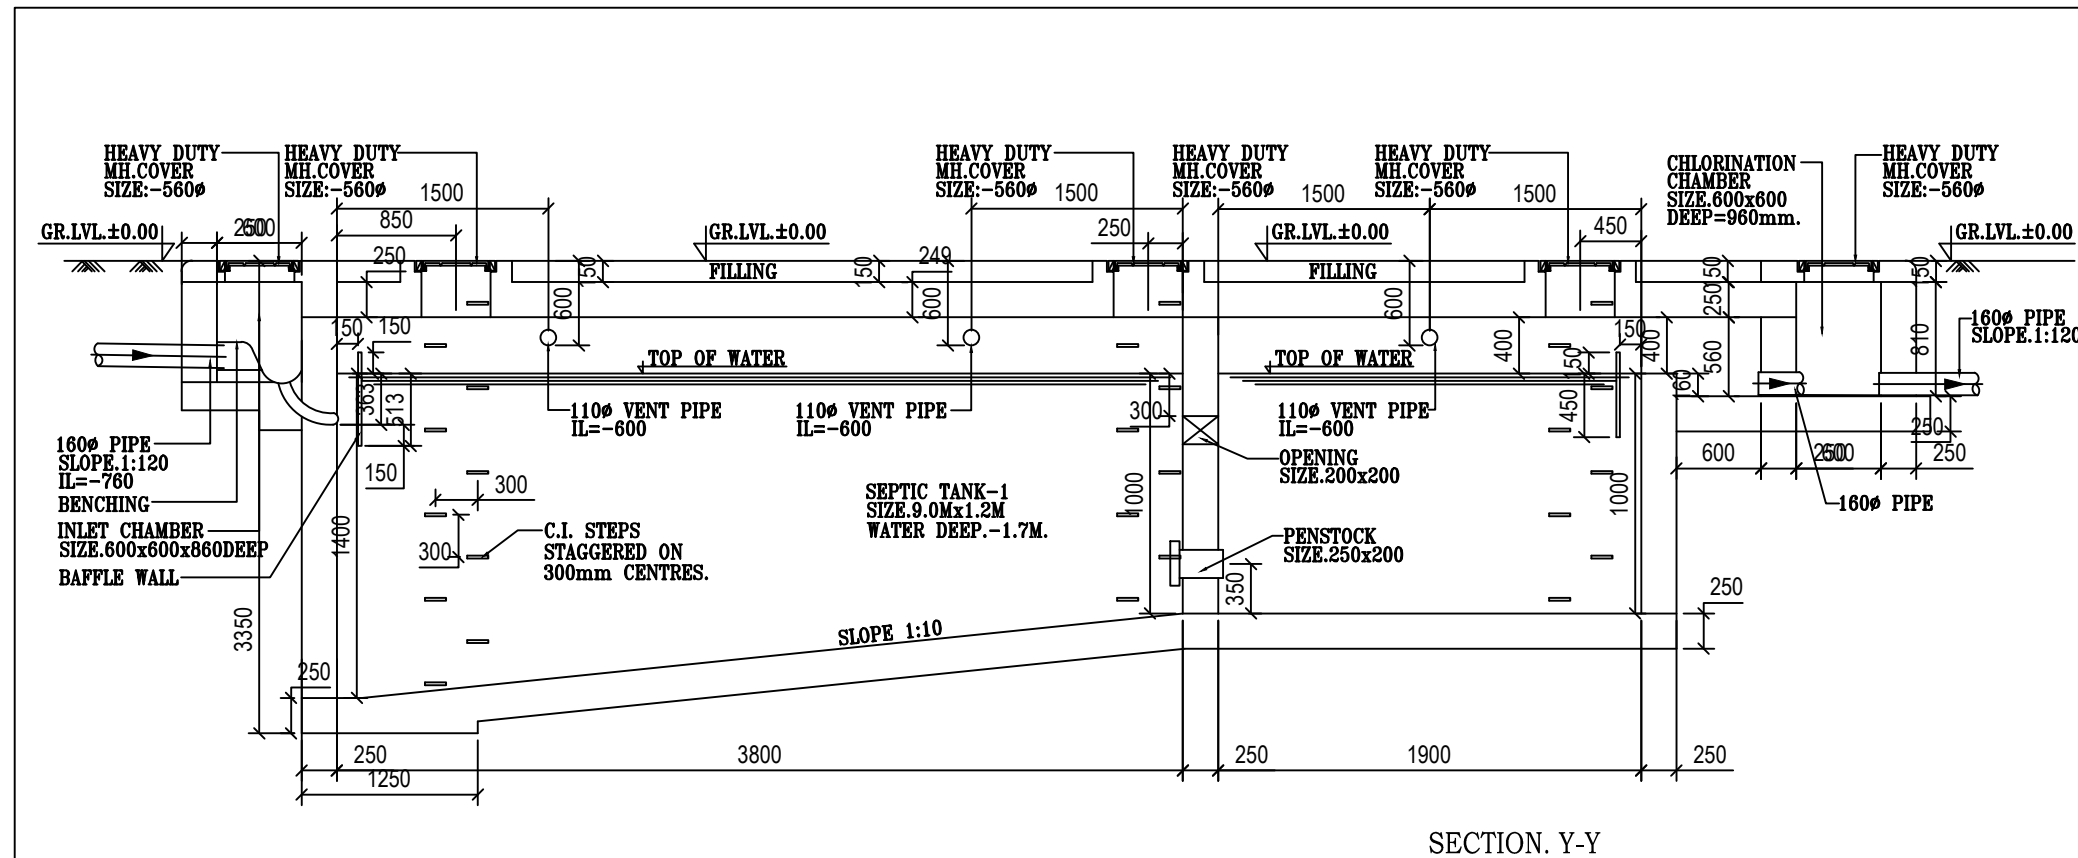 HEAVY DUTY
MH.COVER
SIZE:-560ø
HEAVY DUTY
MH.COVER
SIZE:-560ø
HEAVY DUTY
MH.COVER
SIZE:-560ø
HEAVY DUTY
MH.COVER
SIZE:-560ø
HEAVY DUTY
MH.COVER
SIZE:-560ø
CHLORINATION
CHAMBER
SIZE.600x600
DEEP=960mm.
HEAVY DUTY
MH.COVER
SIZE:-560ø
1500
1500
1500
1500
850
250
450
GR.LVL.±0.00
GR.LVL.±0.00
GR.LVL.±0.00
GR.LVL.±0.00
250
600
250
150
FILLING
150
249
FILLING
150
250
150
600
600
600
150
150
400
150
150
400
560
810
160ø PIPE
SLOPE.1:120
TOP OF WATER
TOP OF WATER
363
513
150
300
450
60
250
110ø VENT PIPE
IL=-600
110ø VENT PIPE
IL=-600
110ø VENT PIPE
IL=-600
160ø PIPE
SLOPE.1:120
IL=-760
BENCHING
INLET CHAMBER
SIZE.600x600x860DEEP
BAFFLE WALL
OPENING
SIZE.200x200
600
250
600
250
160ø PIPE
300
300
1400
1000
1000
C.I. STEPS
STAGGERED ON
300mm CENTRES.
SEPTIC TANK-1
SIZE.9.0Mx1.2M
WATER DEEP.-1.7M.
PENSTOCK
SIZE.250x200
350
250
3350
250
SLOPE 1:10
250
3800
250
1900
250
1250
SECTION. Y-Y